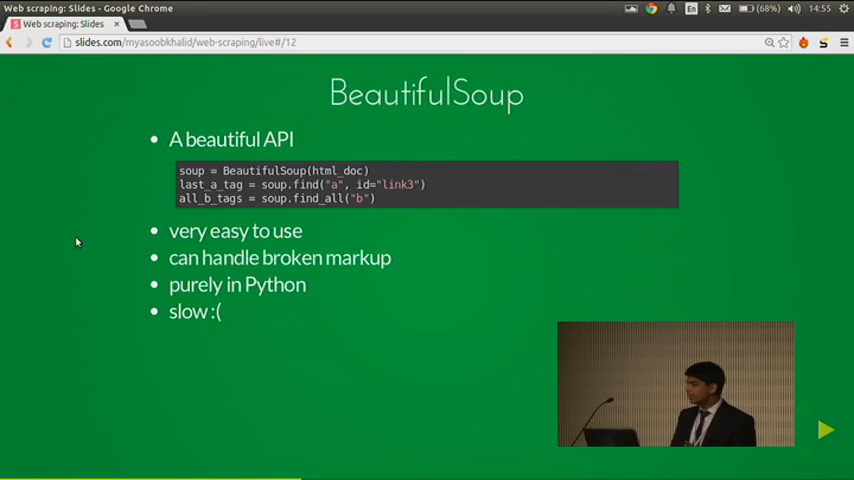 Web scraping: Slides - Google Chrome
En
(68%)
14:55
Web scraping: Slides
slides.com/myasoobkhalid/web-scraping/live#/12
BeautifulSoup
• A beautiful API
soup = BeautifulSoup(html_doc)
last_a_tag = soup.find("a", id="link3")
all_b_tags = soup.find_all("b")
• very easy to use
• can handle broken markup
• purely in Python
• slow :(